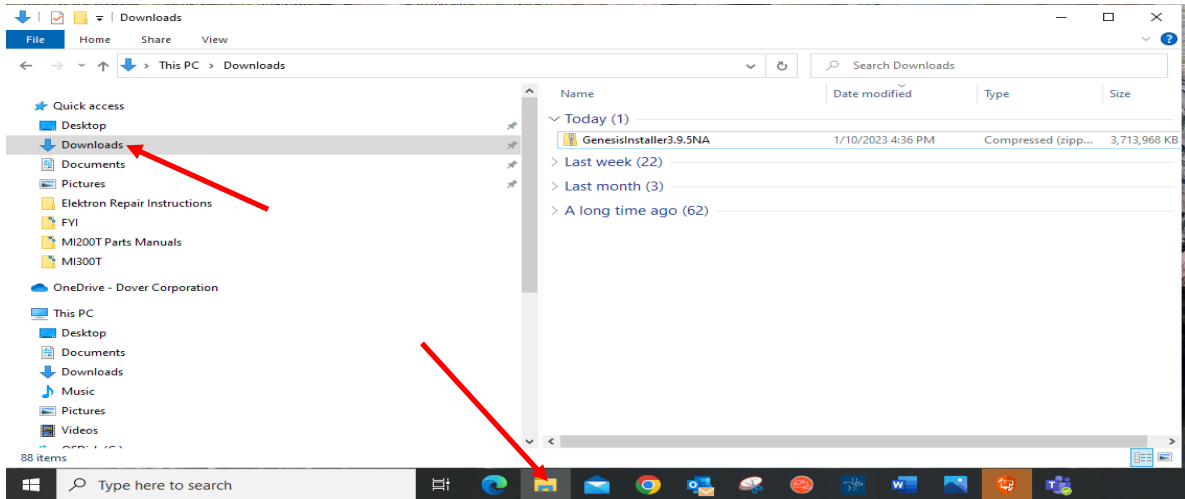 Downloads
File Home Share View
This PC > Downloads
Search Downloads
Name Date modified Type Size
Quick access
Desktop
Downloads
Documents
Pictures
Elektron Repair Instructions
FYI
MI200T Parts Manuals
MI300T
OneDrive - Dover Corporation
This PC
Desktop
Documents
Downloads
Music
Pictures
Videos
Today (1)
GenesisInstaller3.9.5NA 1/10/2023 4:36 PM Compressed (zipp... 3,713,968 KB
Last week (22)
Last month (3)
A long time ago (62)
88 items
Type here to search